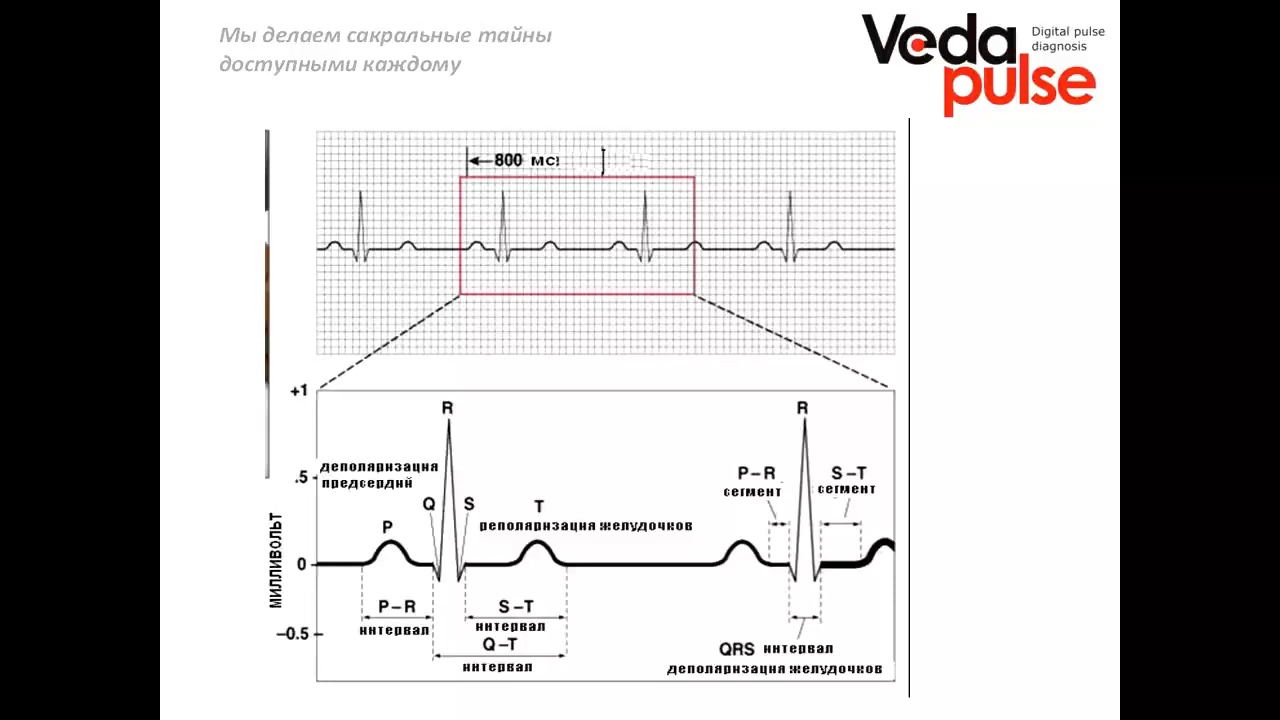 Мы делаем сакральные тайны
доступными каждому
Veda
pulse
Digital pulse
diagnosis
800 мс
+1
.5
0
–0.5
МИЛЛИВОЛЬТ
R
деполяризация
предсердий
Q
S
P
T
реполяризация желудочков
P–R
интервал
S–T
интервал
Q–T
интервал
R
P–R
сегмент
S–T
сегмент
QRS интервал
деполяризация желудочков